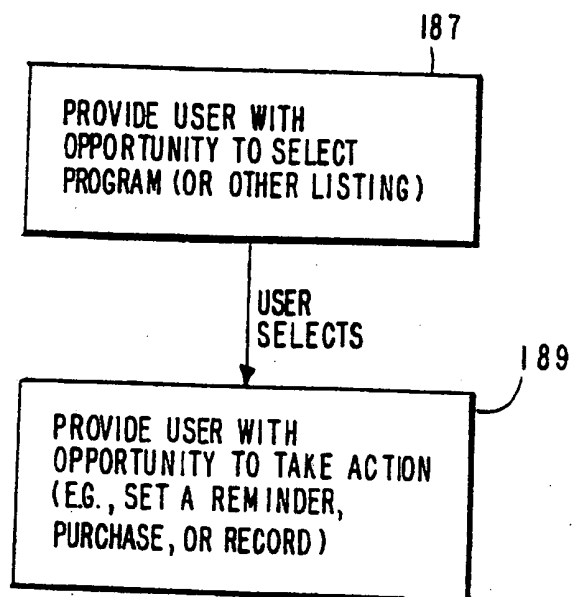 187
PROVIDE USER WITH
OPPORTUNITY TO SELECT
PROGRAM (OR OTHER LISTING)
USER
SELECTS
189
PROVIDE USER WITH
OPPORTUNITY TO TAKE ACTION
(E.G., SET A REMINDER,
PURCHASE, OR RECORD)